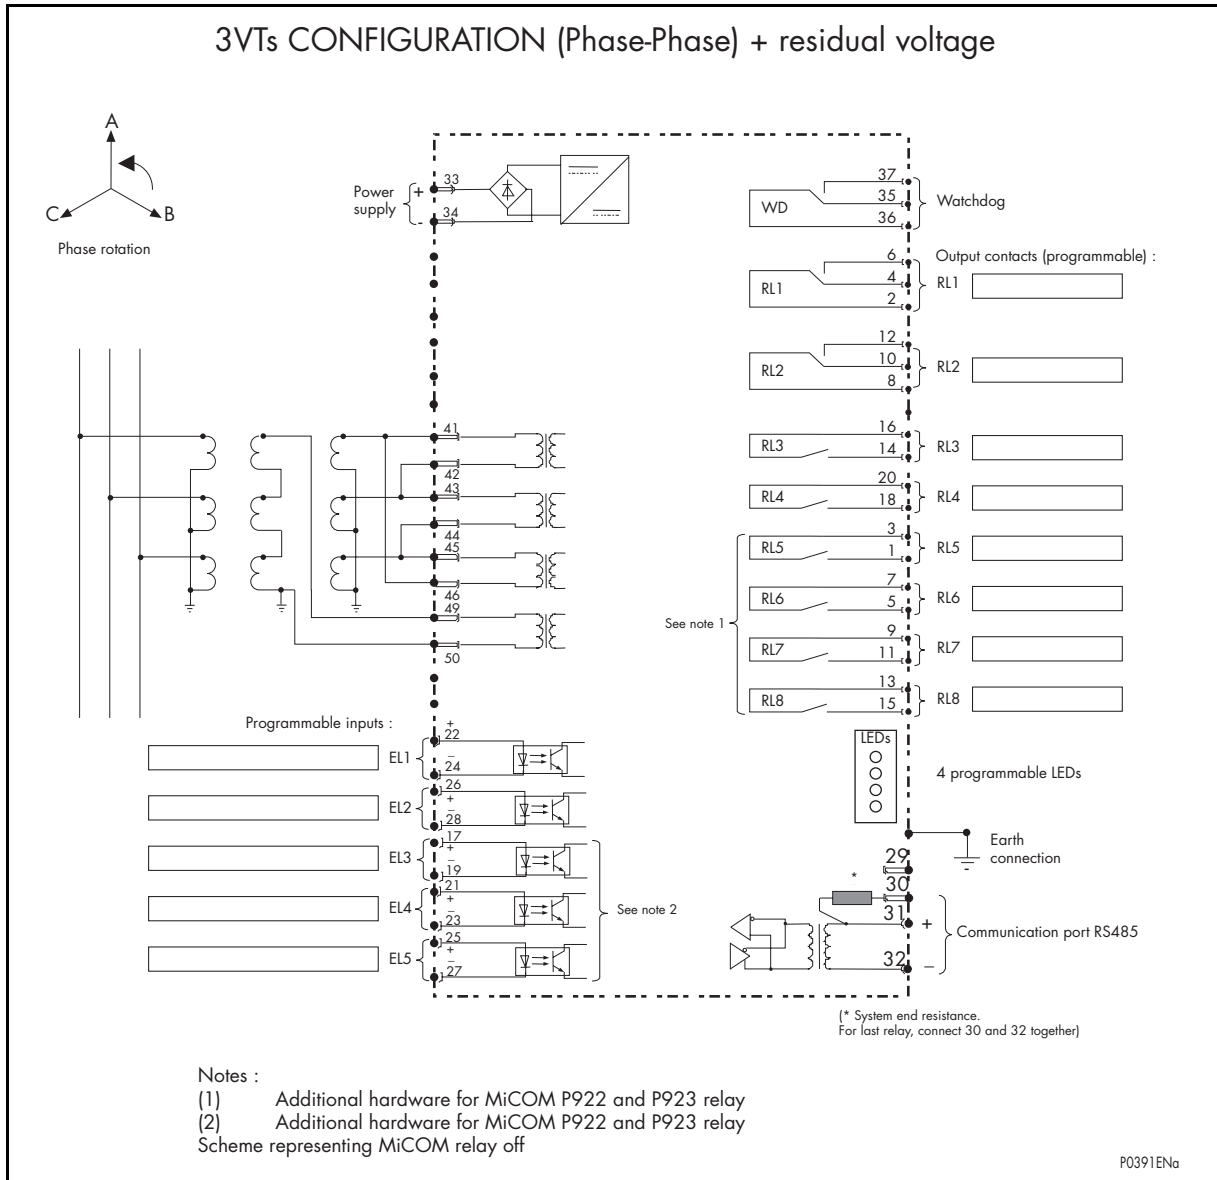 3VTs CONFIGURATION (Phase-Phase) + residual voltage
A
C
B
Phase rotation
Power
supply
+
-
33
34
WD
37
35
36
Watchdog
Output contacts (programmable) :
RL1
6
4
2
RL1
RL2
12
10
8
RL2
RL3
16
14
RL3
RL4
20
18
RL4
See note 1
RL5
3
1
RL5
RL6
7
5
RL6
RL7
9
11
RL7
RL8
13
15
RL8
41
42
43
44
45
46
49
50
Programmable inputs :
EL1
+
22
–
24
EL2
26
+
–
28
EL3
17
+
–
19
EL4
21
+
–
23
EL5
25
+
–
27
See note 2
LEDs
4 programmable LEDs
Earth
connection
29
*
30
31
+
32
–
Communication port RS485
(* System end resistance.
For last relay, connect 30 and 32 together)
Notes :
(1) Additional hardware for MiCOM P922 and P923 relay
(2) Additional hardware for MiCOM P922 and P923 relay
Scheme representing MiCOM relay off
P0391ENa